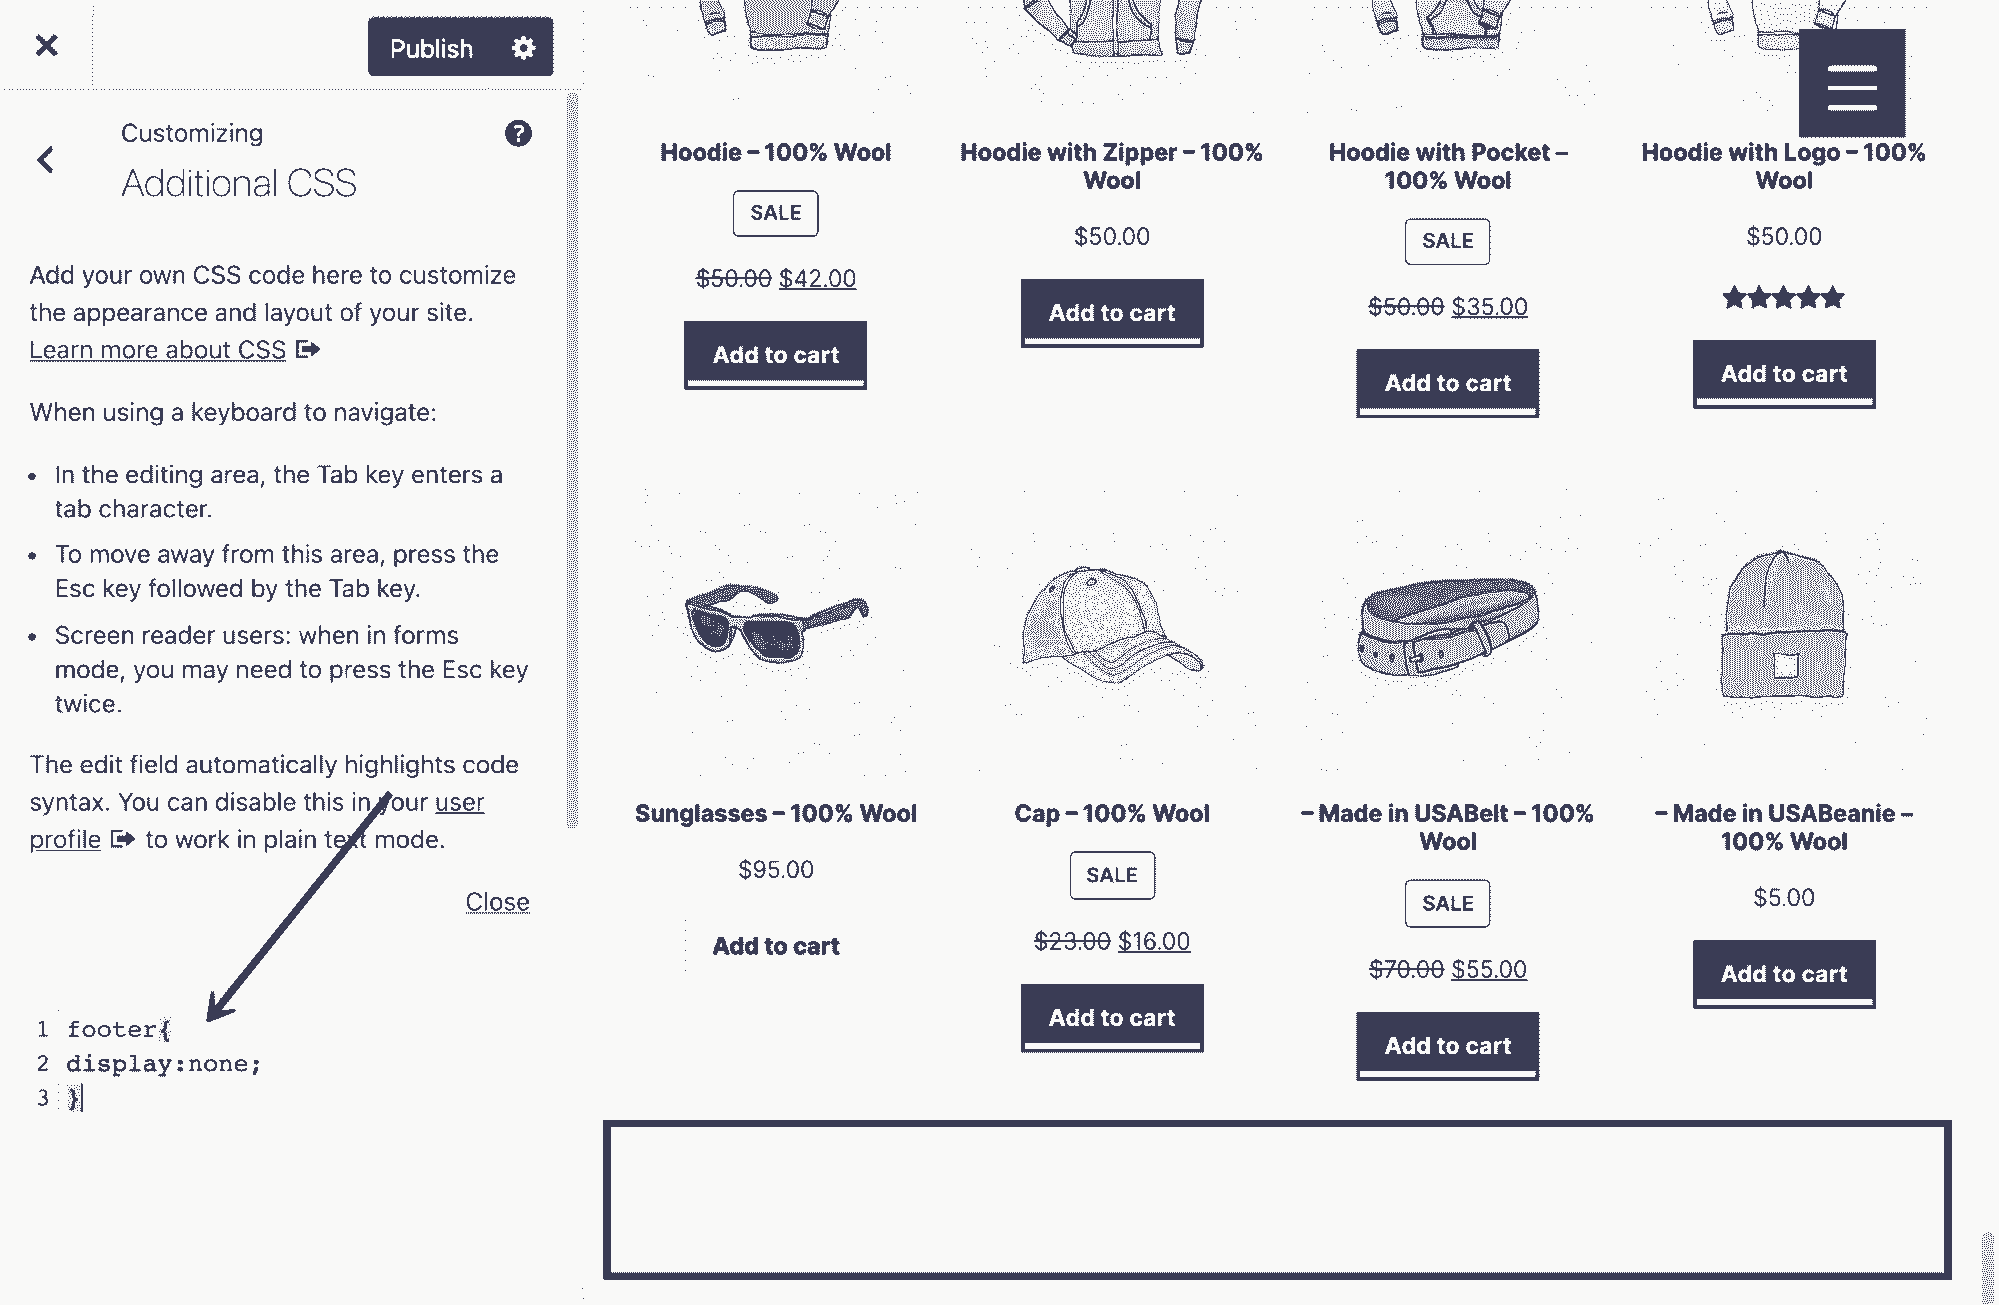 Publish
Customizing
Additional CSS
Add your own CSS code here to customize
the appearance and layout of your site.
Learn more about CSS
When using a keyboard to navigate:
• In the editing area, the Tab key enters a
tab character.
• To move away from this area, press the
Esc key followed by the Tab key.
• Screen reader users: when in forms
mode, you may need to press the Esc key
twice.
The edit field automatically highlights code
syntax. You can disable this in your user
profile to work in plain text mode.
Close
1 footer{
2 display:none;
3 }
Hoodie – 100% Wool
SALE
$50.00 $42.00
Add to cart
Hoodie with Zipper – 100%
Wool
$50.00
Add to cart
Hoodie with Pocket –
100% Wool
SALE
$50.00 $35.00
Add to cart
Hoodie with Logo – 100%
Wool
$50.00
Add to cart
Sunglasses – 100% Wool
$95.00
Add to cart
Cap – 100% Wool
SALE
$23.00 $16.00
Add to cart
– Made in USABelt – 100%
Wool
SALE
$70.00 $55.00
Add to cart
– Made in USABeanie –
100% Wool
$5.00
Add to cart